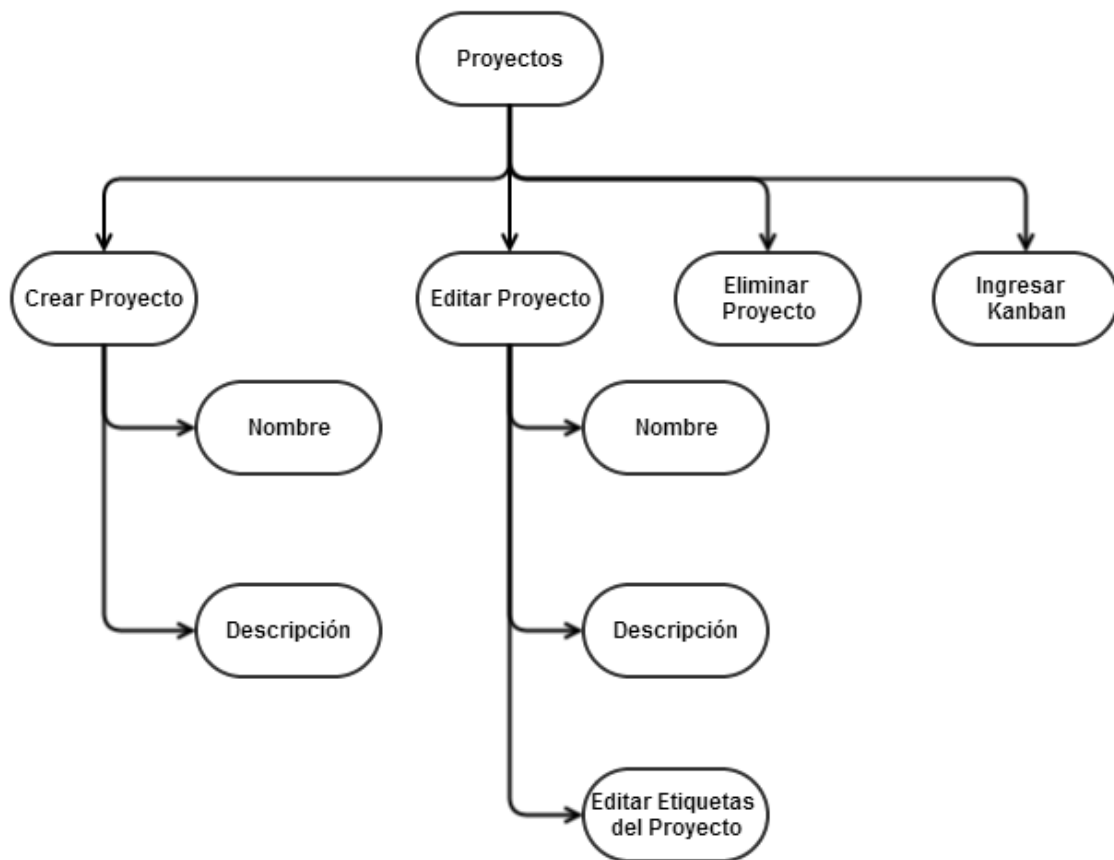 Proyectos
Crear Proyecto
Editar Proyecto
Eliminar
Proyecto
Ingresar
Kanban
Nombre
Nombre
Descripción
Descripción
Editar Etiquetas
del Proyecto